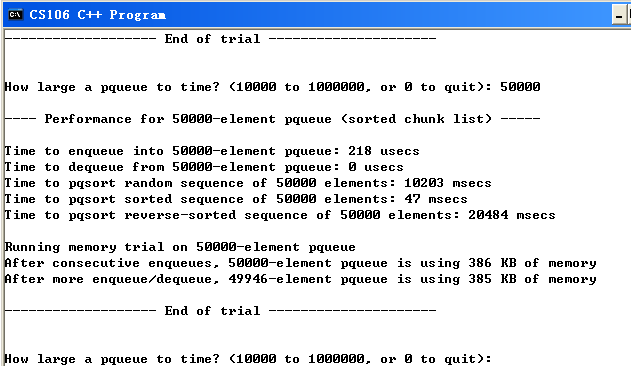 CS106 C++ Program
------------------- End of trial ---------------------
How large a pqueue to time? (10000 to 1000000, or 0 to quit): 50000
---- Performance for 50000-element pqueue (sorted chunk list) -----
Time to enqueue into 50000-element pqueue: 218 usecs
Time to dequeue from 50000-element pqueue: 0 usecs
Time to pqsort random sequence of 50000 elements: 10203 msecs
Time to pqsort sorted sequence of 50000 elements: 47 msecs
Time to pqsort reverse-sorted sequence of 50000 elements: 20484 msecs
Running memory trial on 50000-element pqueue
After consecutive enqueues, 50000-element pqueue is using 386 KB of memory
After more enqueue/dequeue, 49946-element pqueue is using 385 KB of memory
------------------- End of trial ---------------------
How large a pqueue to time? (10000 to 1000000, or 0 to quit):